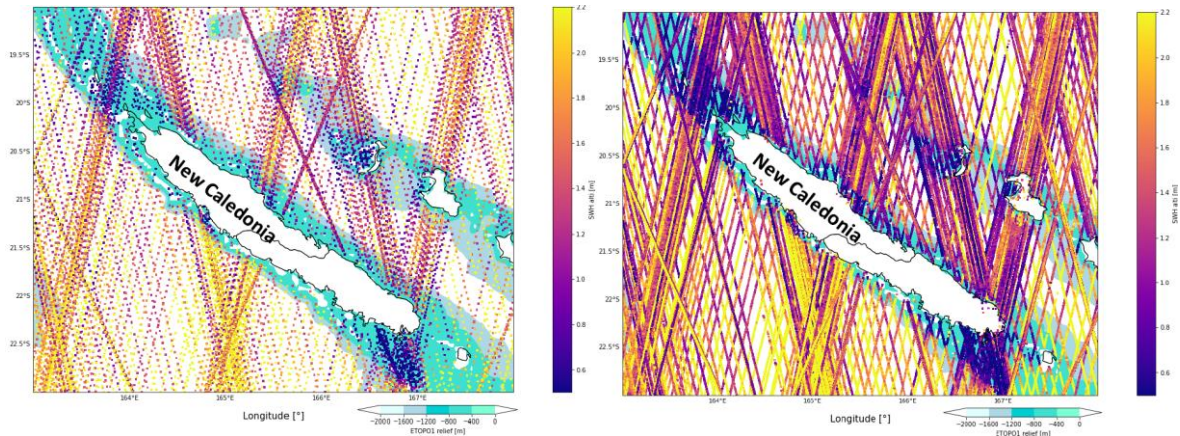 19.5°S
20°S
20.5°S
21°S
21.5°S
22°S
22.5°S
164°E
165°E
166°E
167°E
New Caledonia
Longitude [°]
−2000 −1600 −1200 −800 −400 0
ETOPO1 relief [m]
2.2
2.0
1.8
1.6
1.4
1.2
1.0
0.8
0.6
SWH alti [m]
19.5°S
20°S
20.5°S
21°S
21.5°S
22°S
22.5°S
164°E
165°E
166°E
167°E
New Caledonia
Longitude [°]
−2000 −1600 −1200 −800 −400 0
ETOPO1 relief [m]
2.2
2.0
1.8
1.6
1.4
1.2
1.0
0.8
0.6
SWH alti [m]